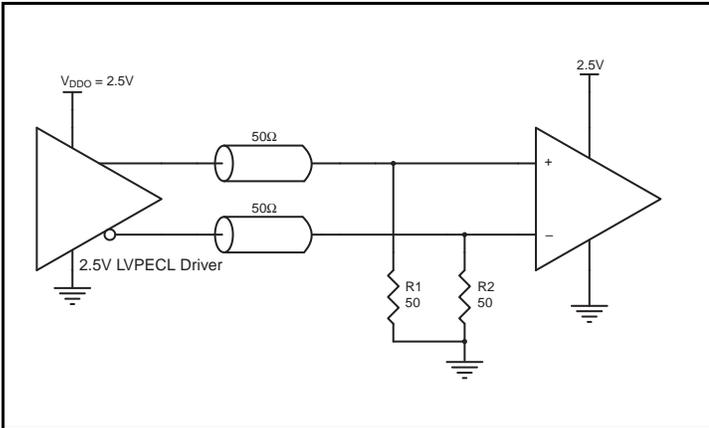 2.5V
V_DDO = 2.5V
50Ω
+
50Ω
–
2.5V LVPECL Driver
R1
50
R2
50